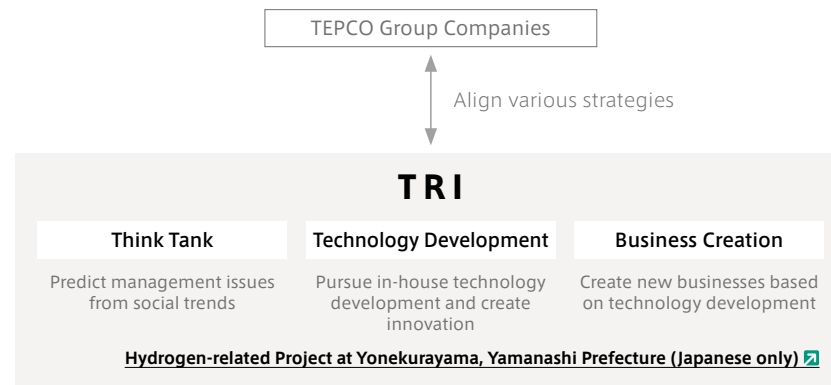 TEPCO Group Companies
Align various strategies
TRI
Think Tank
Predict management issues
from social trends
Technology Development
Pursue in-house technology
development and create
innovation
Business Creation
Create new businesses based
on technology development
Hydrogen-related Project at Yonekurayama, Yamanashi Prefecture (Japanese only)